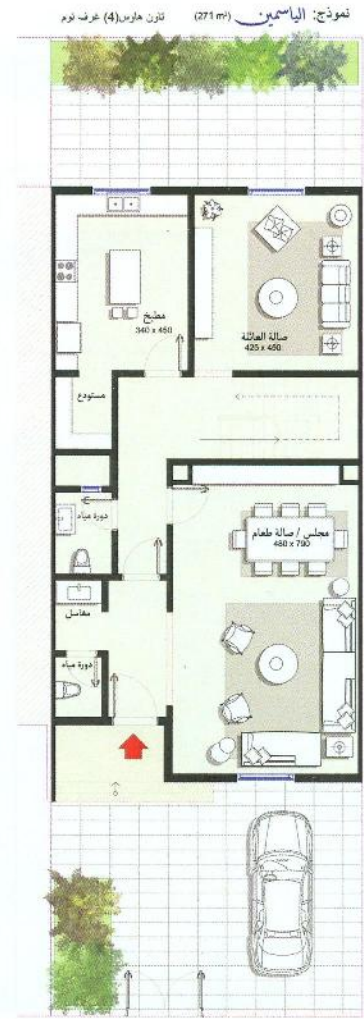 نموذج: الياسمين (271 m²) تاون هاوس(4) غرف نوم
مطبخ
340 x 450
صالة العائلة
425 x 450
مستودع
دورة مياه
مجلس / صالة طعام
480 x 790
مغاسل
دورة مياه